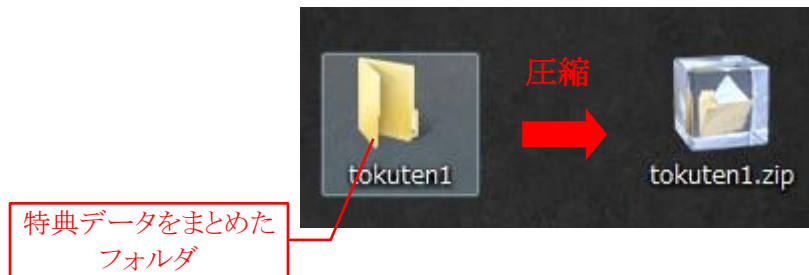 圧縮
tokuten1
tokuten1.zip
特典データをまとめた
フォルダ